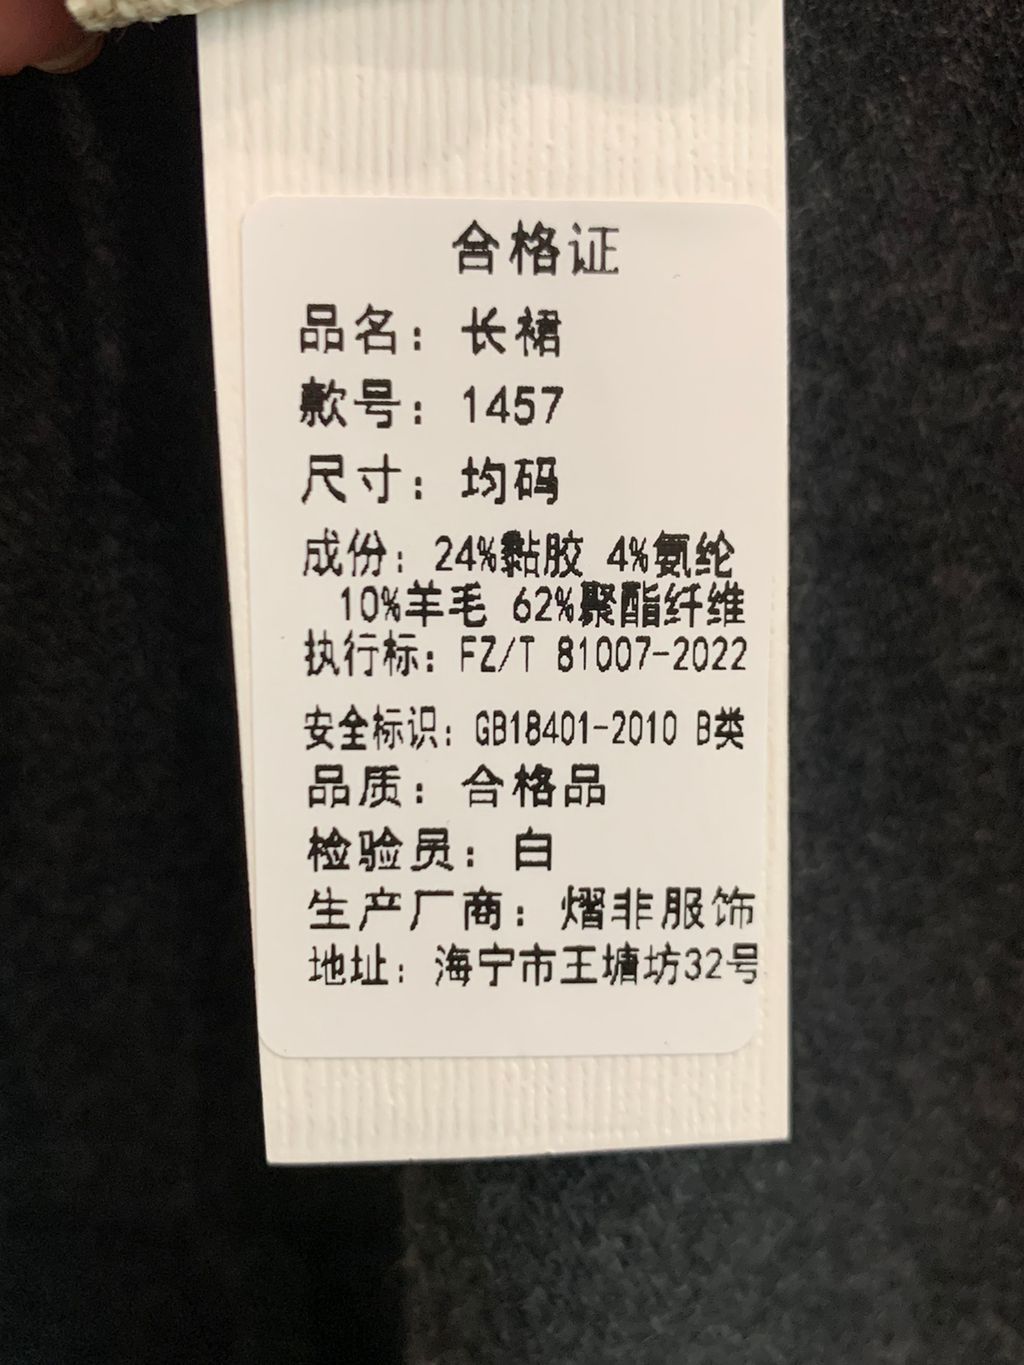 合格证
品名：长裙
款号：1457
尺寸：均码
成份：24%黏胶 4%氨纶
10%羊毛 62%聚酯纤维
执行标：FZ/T 81007-2022
安全标识：GB18401-2010 B类
品质：合格品
检验员：白
生产厂商：熠非服饰
地址：海宁市王塘坊32号